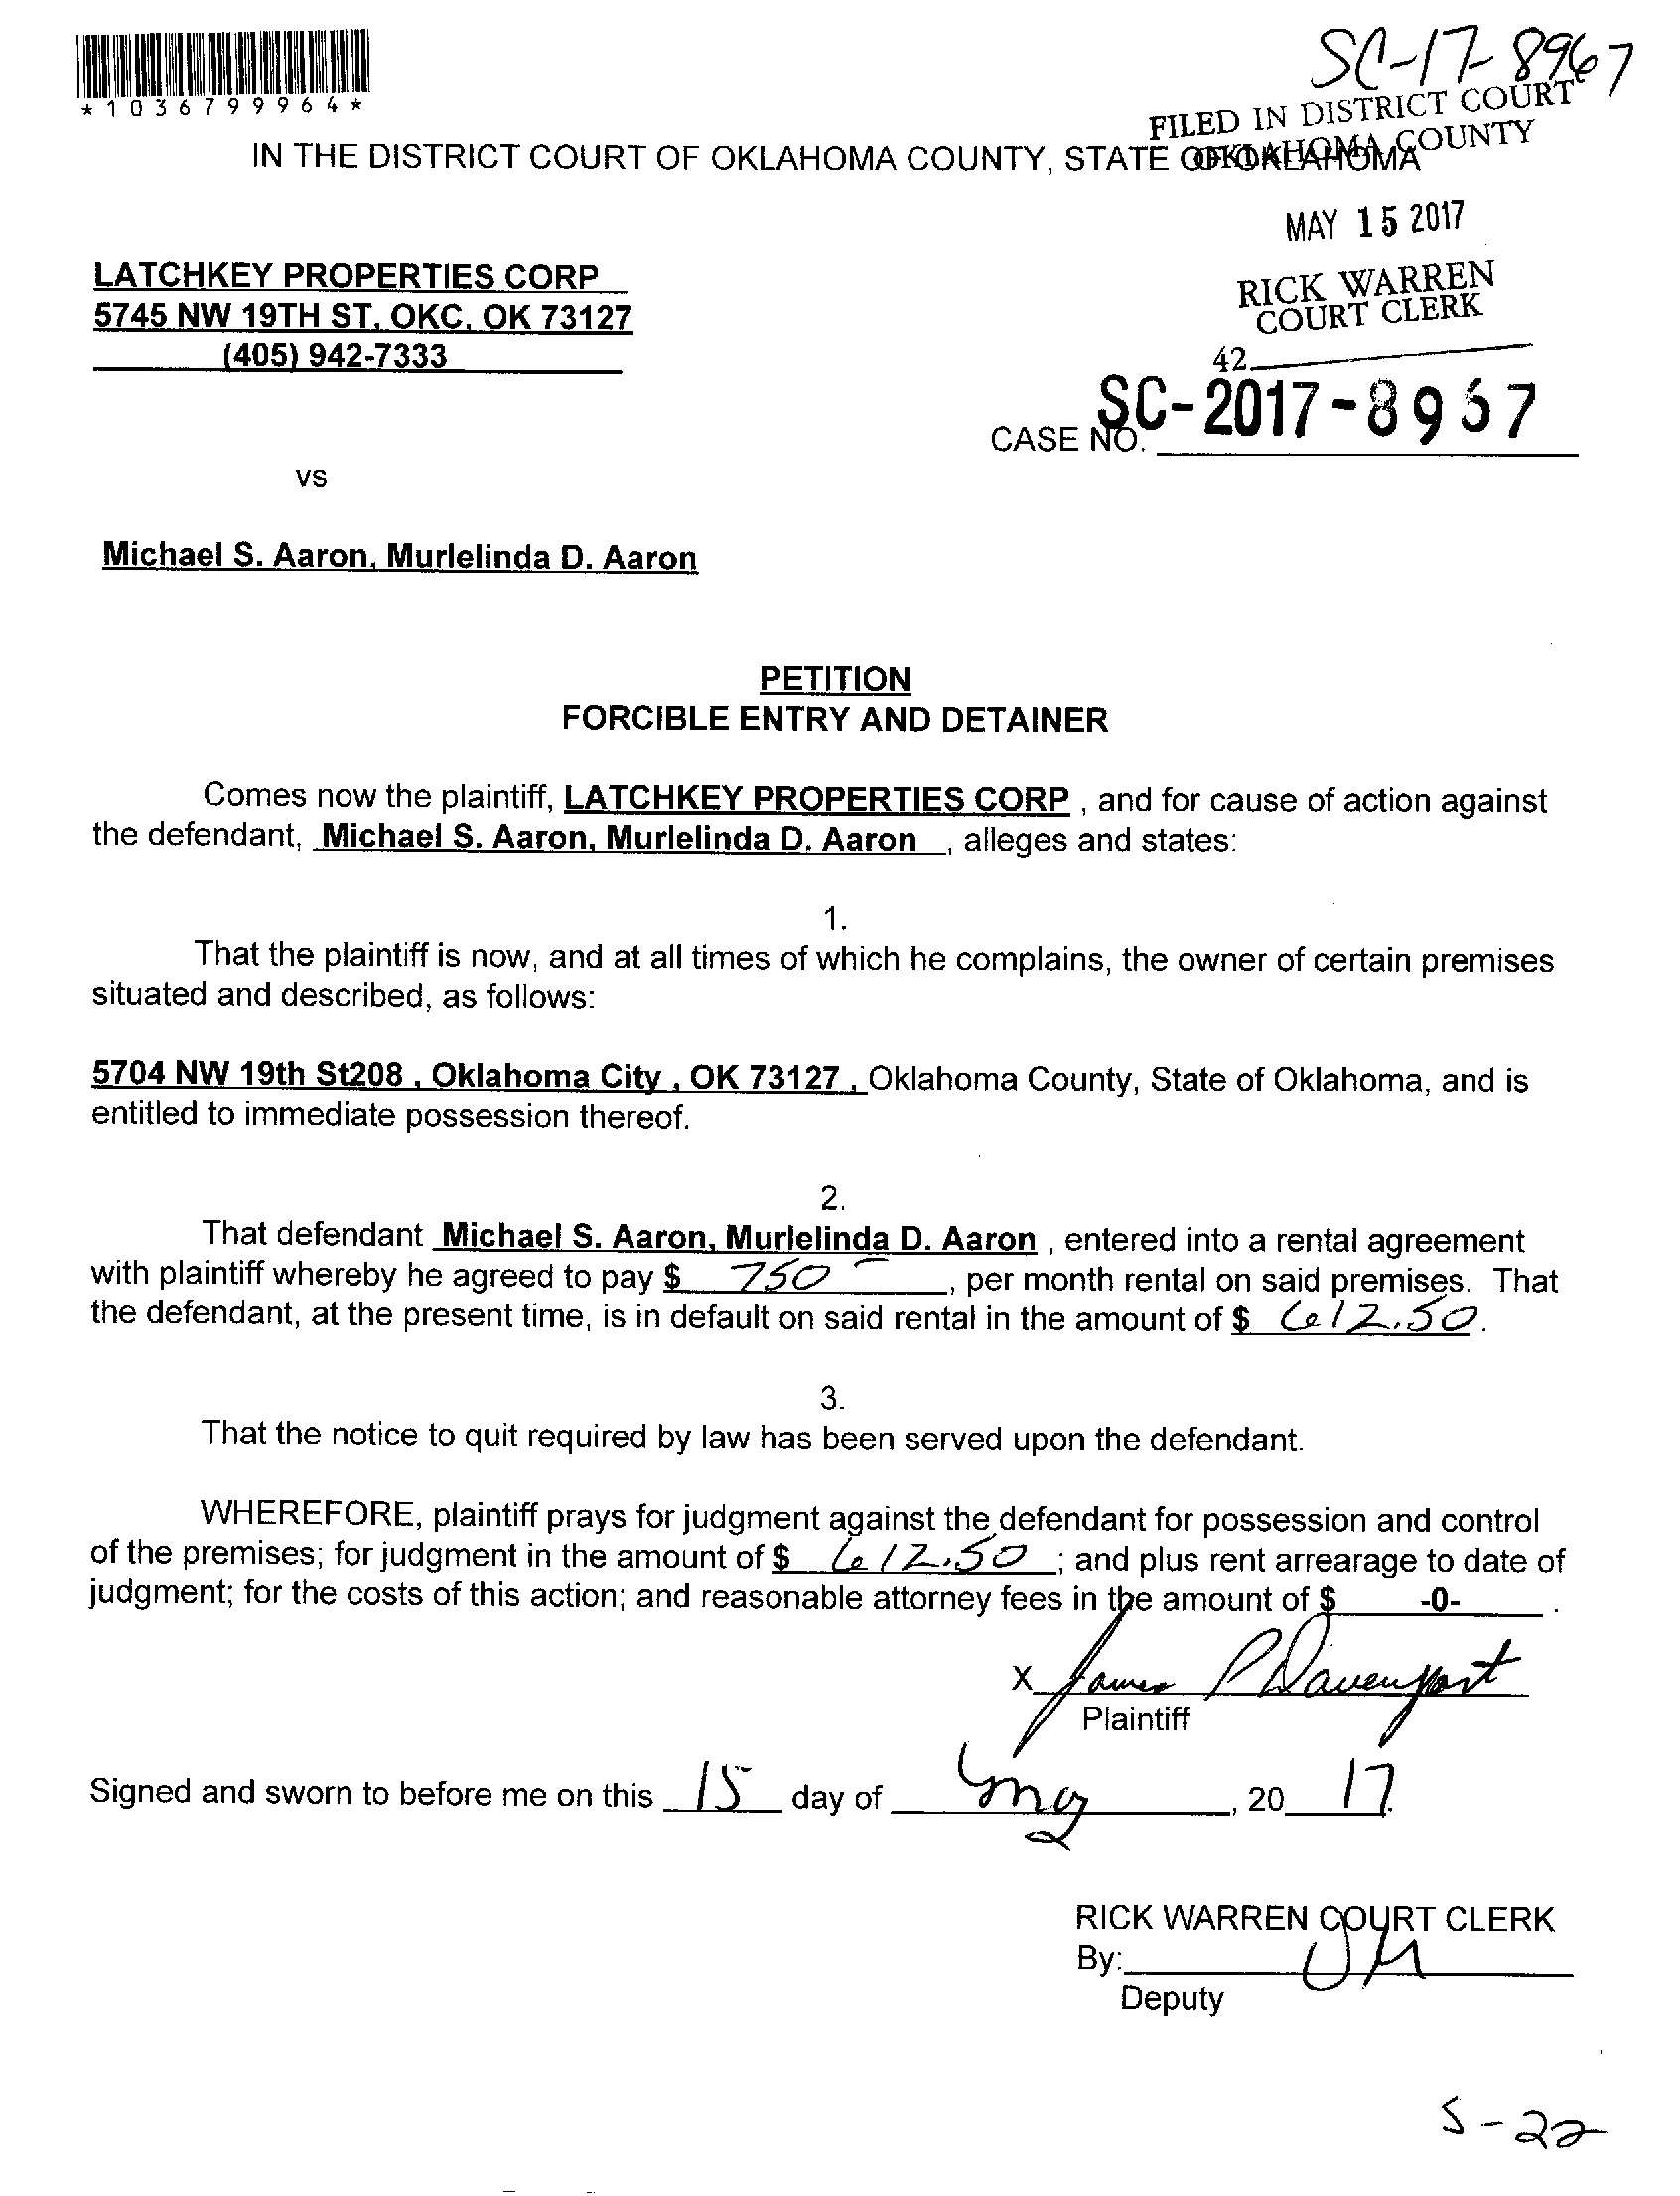 SC-17-8967
*1036799964*
FILED IN DISTRICT COURT
OKLAHOMA COUNTY
IN THE DISTRICT COURT OF OKLAHOMA COUNTY, STATE OF OKLAHOMA
MAY 15 2017
LATCHKEY PROPERTIES CORP
5745 NW 19TH ST, OKC, OK 73127
(405) 942-7333
RICK WARREN
COURT CLERK
42
SC-2017-8967
CASE NO.
vs
Michael S. Aaron, Murlelinda D. Aaron
PETITION
FORCIBLE ENTRY AND DETAINER
Comes now the plaintiff, LATCHKEY PROPERTIES CORP , and for cause of action against
the defendant, Michael S. Aaron, Murlelinda D. Aaron , alleges and states:
1.
That the plaintiff is now, and at all times of which he complains, the owner of certain premises
situated and described, as follows:
5704 NW 19th St208 , Oklahoma City , OK 73127 , Oklahoma County, State of Oklahoma, and is
entitled to immediate possession thereof.
2.
That defendant Michael S. Aaron, Murlelinda D. Aaron , entered into a rental agreement
with plaintiff whereby he agreed to pay $ 750 - , per month rental on said premises. That
the defendant, at the present time, is in default on said rental in the amount of $ 612.50.
3.
That the notice to quit required by law has been served upon the defendant.
WHEREFORE, plaintiff prays for judgment against the defendant for possession and control
of the premises; for judgment in the amount of $ 612.50 ; and plus rent arrearage to date of
judgment; for the costs of this action; and reasonable attorney fees in the amount of $ -0- .
X James P Davenport
Plaintiff
Signed and sworn to before me on this 15 day of May , 20 17.
RICK WARREN COURT CLERK
By:
Deputy
5-22